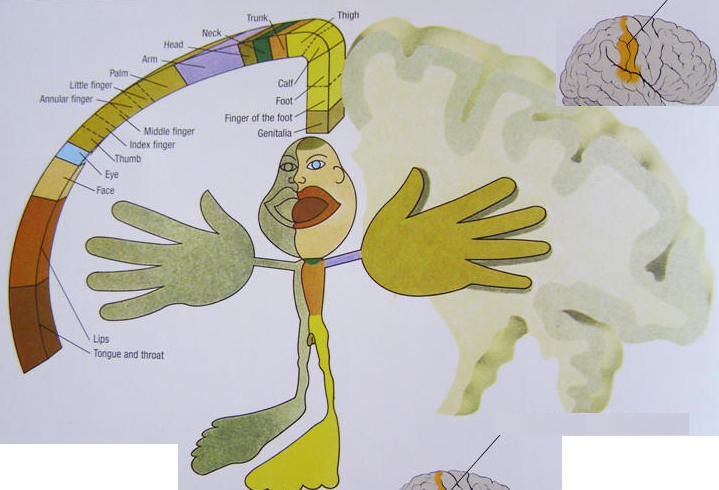 Trunk
Thigh
Neck
Head
Arm
Palm
Little finger
Annular finger
Calf
Foot
Finger of the foot
Genitalia
Middle finger
Index finger
Thumb
Eye
Face
Lips
Tongue and throat